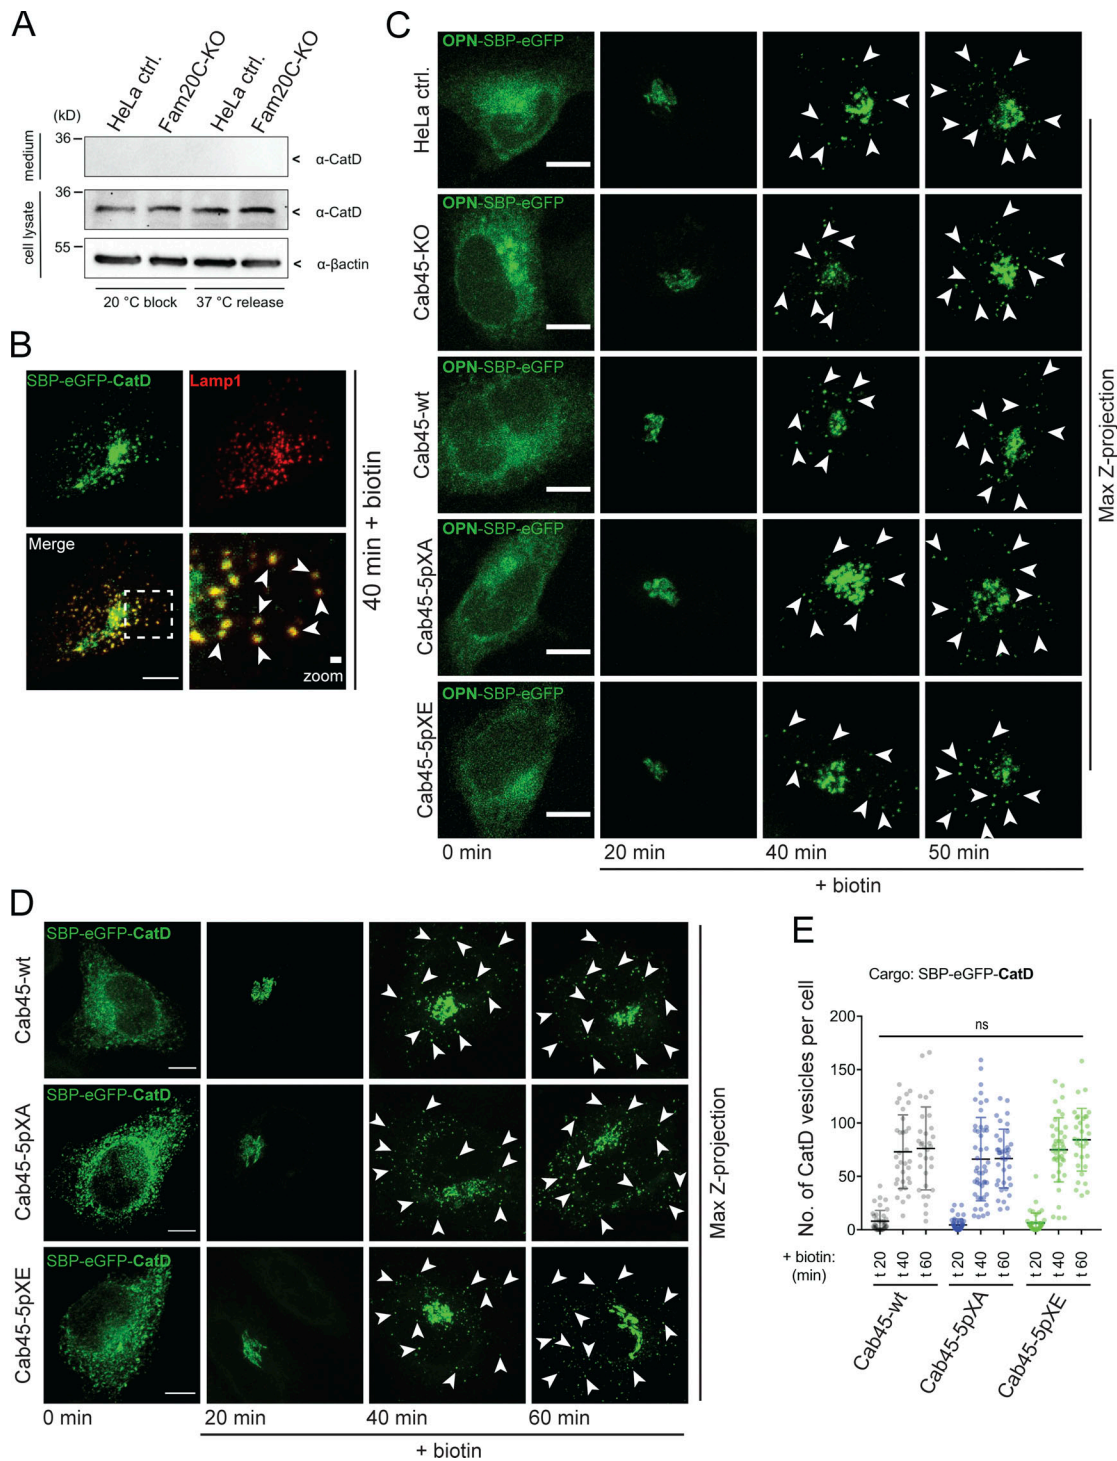 A
HeLa ctrl.
Fam20C-KO
HeLa ctrl.
Fam20C-KO
(kD)
medium
36
< α-CatD
cell lysate
36
< α-CatD
55
< α-βactin
20 °C block
37 °C release
B
SBP-eGFP-CatD
Lamp1
Merge
zoom
40 min + biotin
C
HeLa ctrl.
OPN-SBP-eGFP
Cab45-KO
OPN-SBP-eGFP
Cab45-wt
OPN-SBP-eGFP
Cab45-5pXA
OPN-SBP-eGFP
Cab45-5pXE
OPN-SBP-eGFP
Max Z-projection
0 min
20 min
40 min
50 min
+ biotin
D
Cab45-wt
SBP-eGFP-CatD
Cab45-5pXA
SBP-eGFP-CatD
Cab45-5pXE
SBP-eGFP-CatD
Max Z-projection
0 min
20 min
40 min
60 min
+ biotin
E
Cargo: SBP-eGFP-CatD
No. of CatD vesicles per cell
200
150
100
50
0
ns
+ biotin:
(min)
t 20
t 40
t 60
t 20
t 40
t 60
t 20
t 40
t 60
Cab45-wt
Cab45-5pXA
Cab45-5pXE